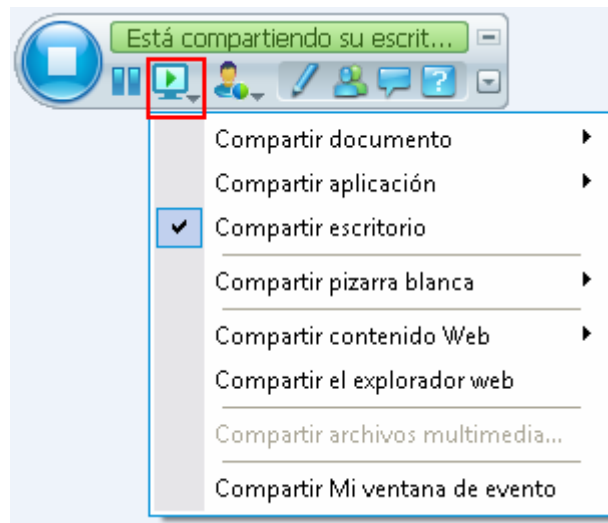 Está compartiendo su escrit...
?
Compartir documento
Compartir aplicación
Compartir escritorio
Compartir pizarra blanca
Compartir contenido Web
Compartir el explorador web
Compartir archivos multimedia...
Compartir Mi ventana de evento